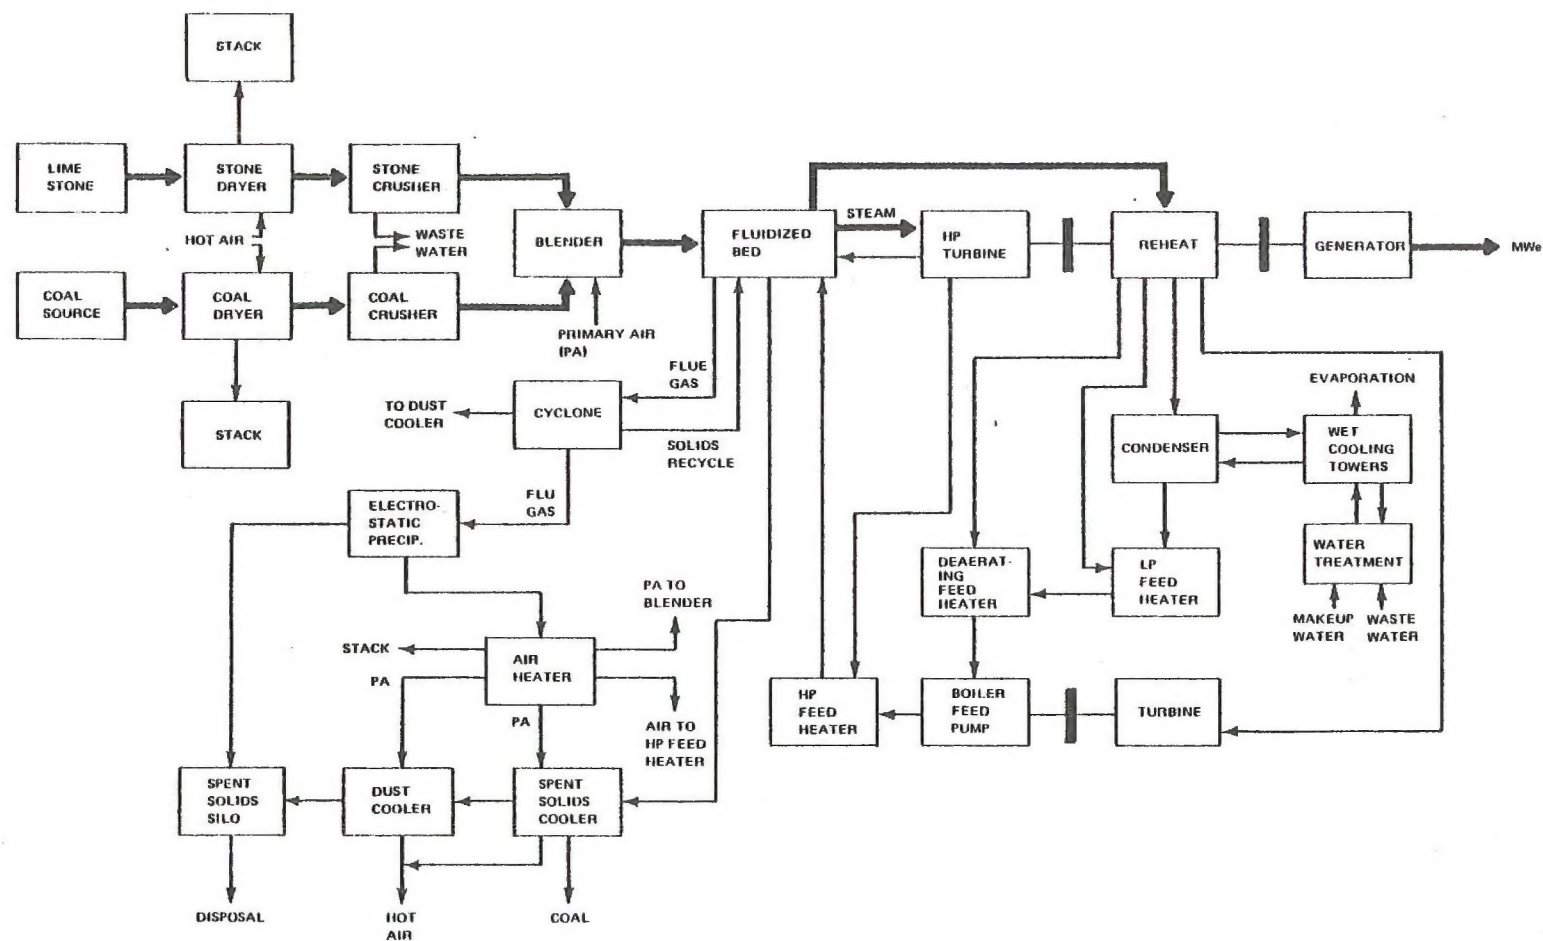 STACK
LIME
STONE
STONE
DRYER
STONE
CRUSHER
HOT AIR
WASTE
WATER
BLENDER
FLUIDIZED
BED
STEAM
HP
TURBINE
REHEAT
GENERATOR
MWe
COAL
SOURCE
COAL
DRYER
COAL
CRUSHER
PRIMARY AIR
(PA)
STACK
TO DUST
COOLER
CYCLONE
FLUE
GAS
SOLIDS
RECYCLE
EVAPORATION
CONDENSER
WET
COOLING
TOWERS
ELECTRO-
STATIC
PRECIP.
FLU
GAS
DEAERAT-
ING
FEED
HEATER
LP
FEED
HEATER
WATER
TREATMENT
MAKEUP
WATER
WASTE
WATER
PA TO
BLENDER
STACK
AIR
HEATER
PA
PA
AIR TO
HP FEED
HEATER
HP
FEED
HEATER
BOILER
FEED
PUMP
TURBINE
SPENT
SOLIDS
SILO
DUST
COOLER
SPENT
SOLIDS
COOLER
DISPOSAL
HOT
AIR
COAL